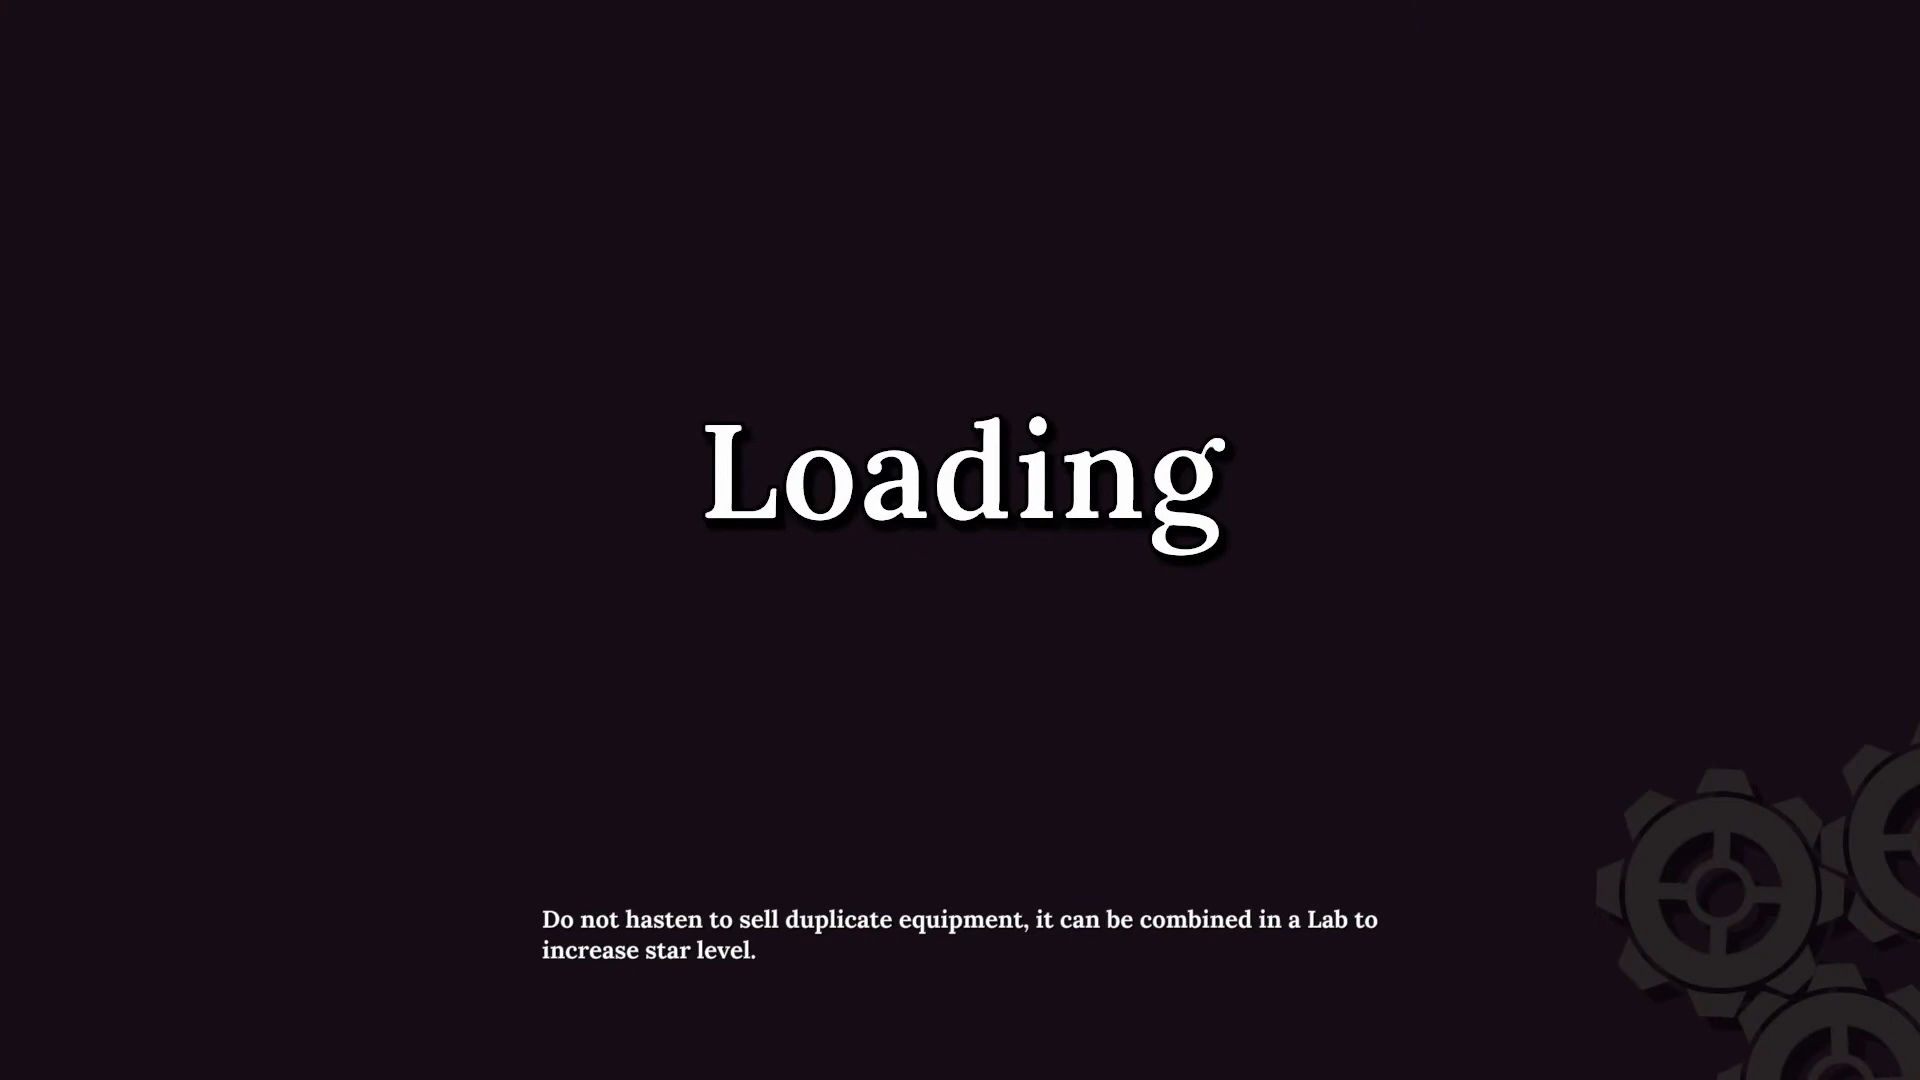 Loading
Do not hasten to sell duplicate equipment, it can be combined in a Lab to
increase star level.